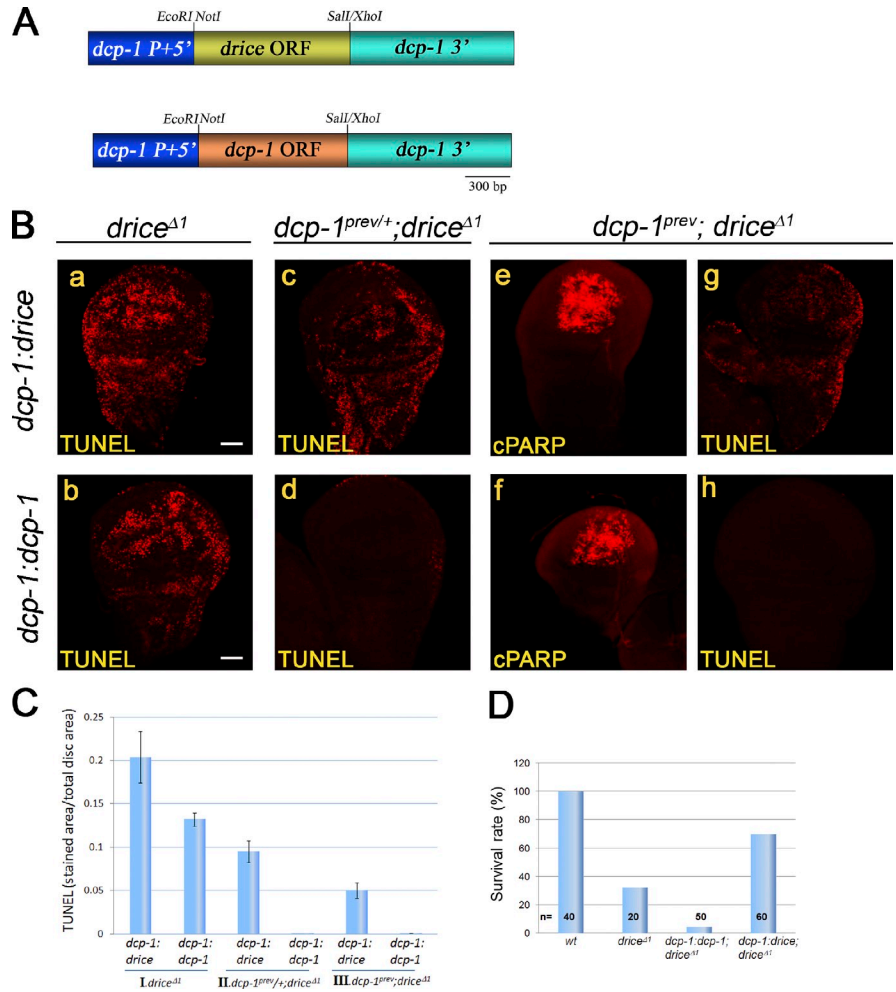 A
EcoRI NotI SalI/XhoI
dcp-1 P+5’ drice ORF dcp-1 3’
EcoRI NotI SalI/XhoI
dcp-1 P+5’ dcp-1 ORF dcp-1 3’
300 bp
B
driceΔ1 dcp-1prev/+;driceΔ1 dcp-1prev; driceΔ1
dcp-1:drice
a c e g
TUNEL TUNEL cPARP TUNEL
dcp-1:dcp-1
b d f h
TUNEL TUNEL cPARP TUNEL
C
TUNEL (stained area/total disc area)
0.25
0.2
0.15
0.1
0.05
0
dcp-1: dcp-1: dcp-1: dcp-1: dcp-1: dcp-1:
drice dcp-1 drice dcp-1 drice dcp-1
I.driceΔ1 II.dcp-1prev/+;driceΔ1 III.dcp-1prev;driceΔ1
D
Survival rate (%)
120
100
80
60
40
20
0
n= 40 20 50 60
wt driceΔ1 dcp-1:dcp-1; dcp-1:drice;
driceΔ1 driceΔ1